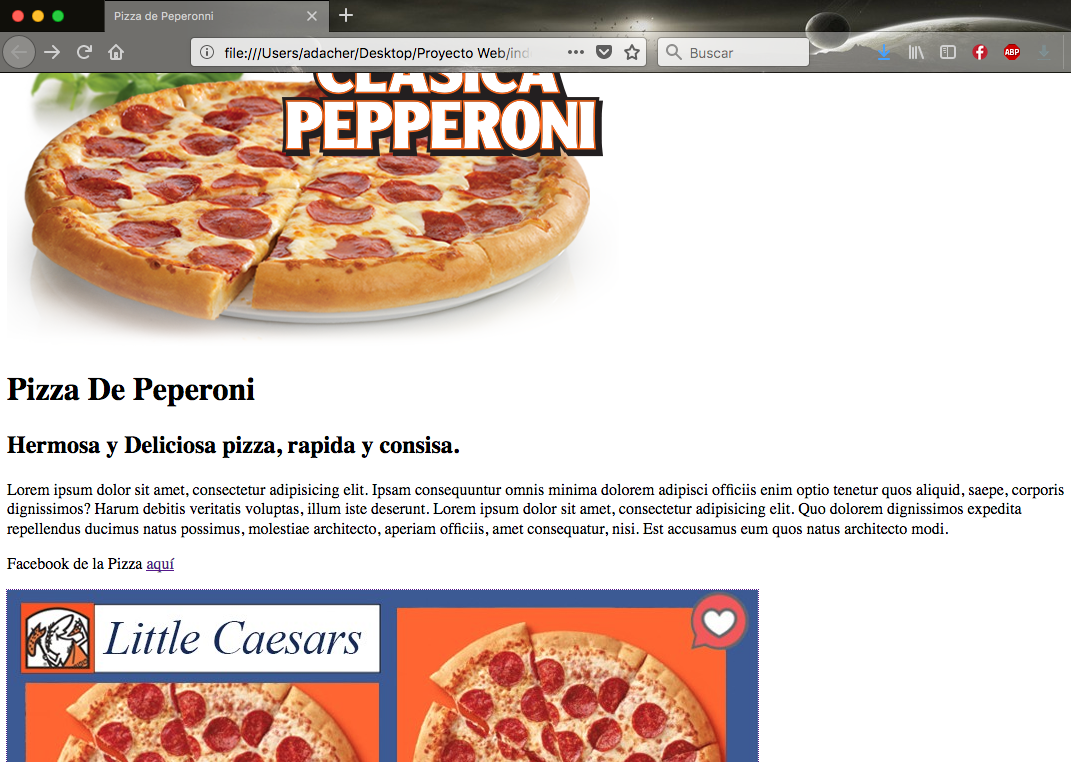 Pizza de Peperonni
file:///Users/adacher/Desktop/Proyecto Web/ind
Buscar
ABP
CLASICA
PEPPERONI
Pizza De Peperoni
Hermosa y Deliciosa pizza, rapida y consisa.
Lorem ipsum dolor sit amet, consectetur adipisicing elit. Ipsam consequuntur omnis minima dolorem adipisci officiis enim optio tenetur quos aliquid, saepe, corporis
dignissimos? Harum debitis veritatis voluptas, illum iste deserunt. Lorem ipsum dolor sit amet, consectetur adipisicing elit. Quo dolorem dignissimos expedita
repellendus ducimus natus possimus, molestiae architecto, aperiam officiis, amet consequatur, nisi. Est accusamus eum quos natus architecto modi.
Facebook de la Pizza aquí
Little Caesars